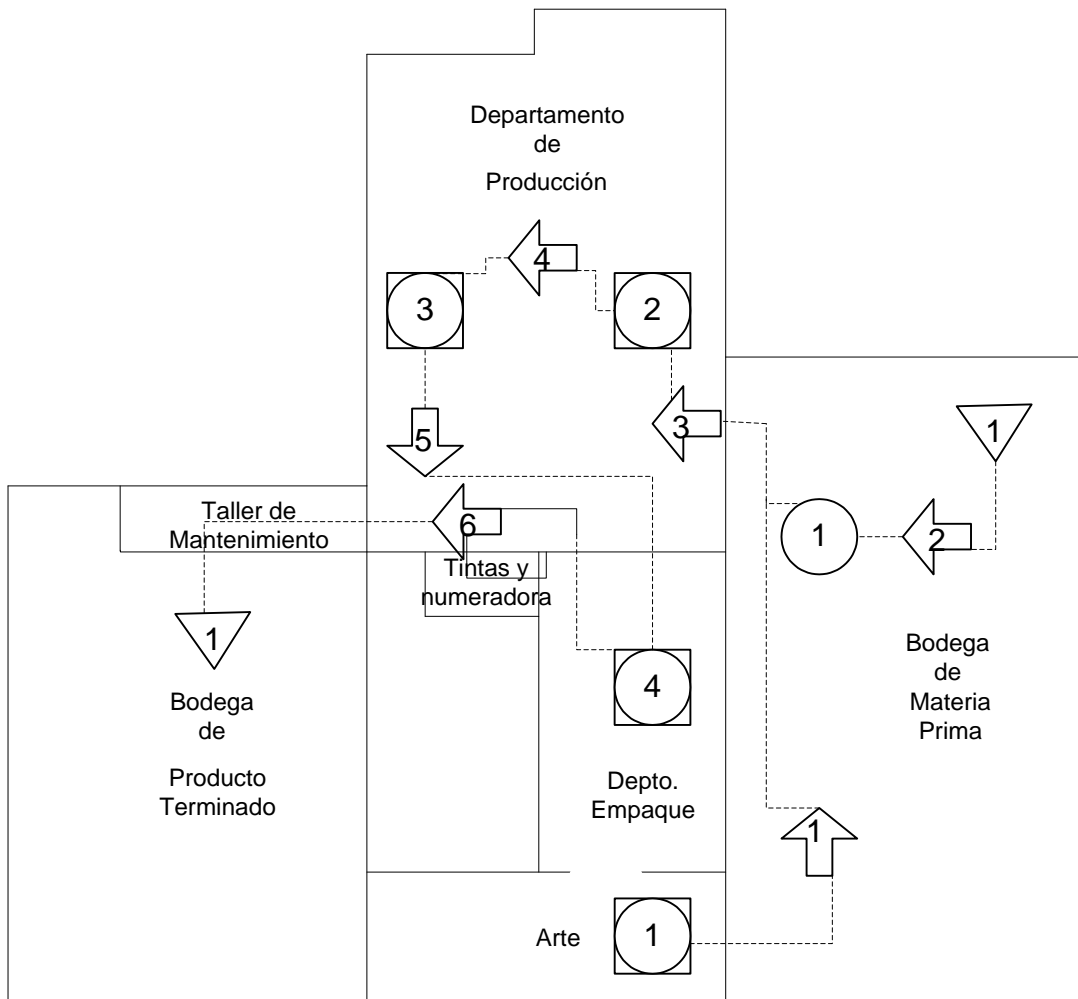 Departamento
de
Producción
4
3
2
5
3
1
6
1
2
Taller de
Mantenimiento
Tintas y
numeradora
1
4
Bodega
de
Materia
Prima
Bodega
de
Producto
Terminado
Depto.
Empaque
1
Arte
1